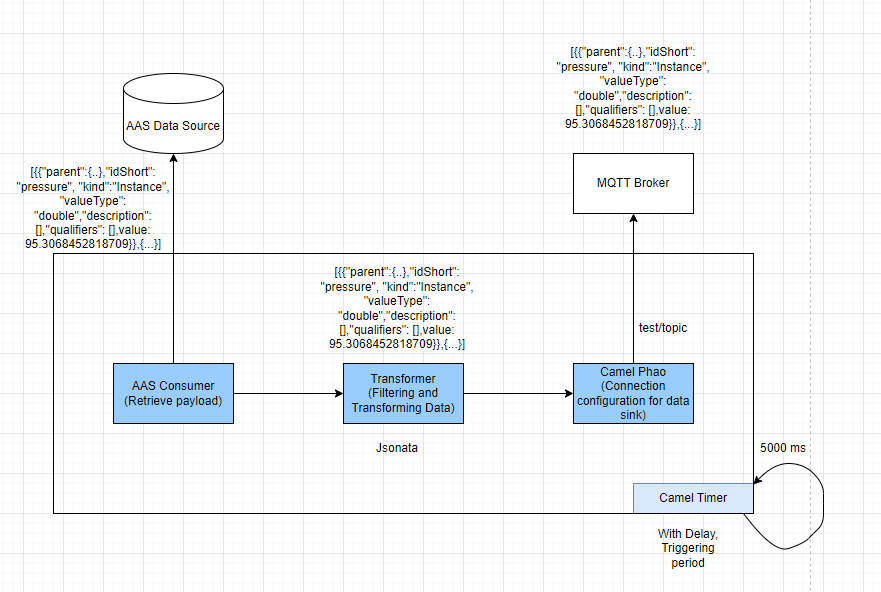 [{{"parent":{..},"idShort":
"pressure", "kind":"Instance",
"valueType":
"double","description":
[],"qualifiers": [],value:
95.3068452818709}},{...}]
AAS Data Source
[{{"parent":{..},"idShort":
"pressure", "kind":"Instance",
"valueType":
"double","description":
[],"qualifiers": [],value:
95.3068452818709}},{...}]
MQTT Broker
[{{"parent":{..},"idShort":
"pressure", "kind":"Instance",
"valueType":
"double","description":
[],"qualifiers": [],value:
95.3068452818709}},{...}]
test/topic
AAS Consumer
(Retrieve payload)
Transformer
(Filtering and
Transforming Data)
Camel Phao
(Connection
configuration for data
sink)
Jsonata
5000 ms
Camel Timer
With Delay,
Triggering
period